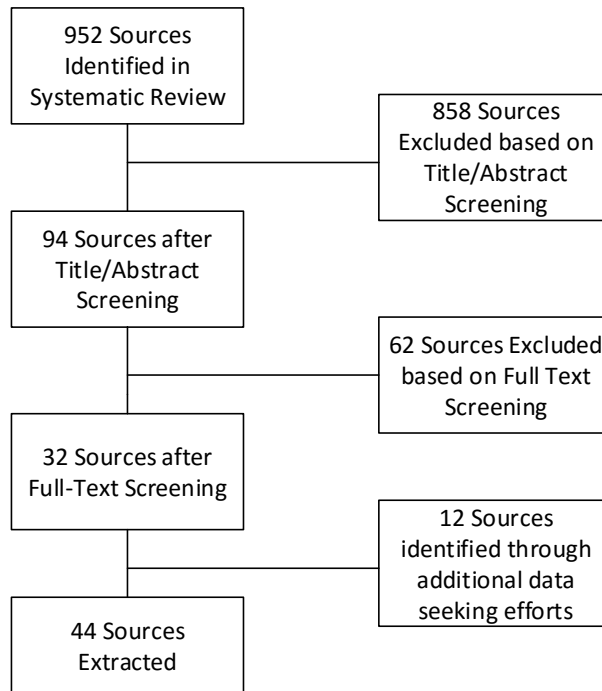 952 Sources
Identified in
Systematic Review
858 Sources
Excluded based on
Title/Abstract
Screening
94 Sources after
Title/Abstract
Screening
62 Sources Excluded
based on Full Text
Screening
32 Sources after
Full-Text Screening
12 Sources
identified through
additional data
seeking efforts
44 Sources
Extracted